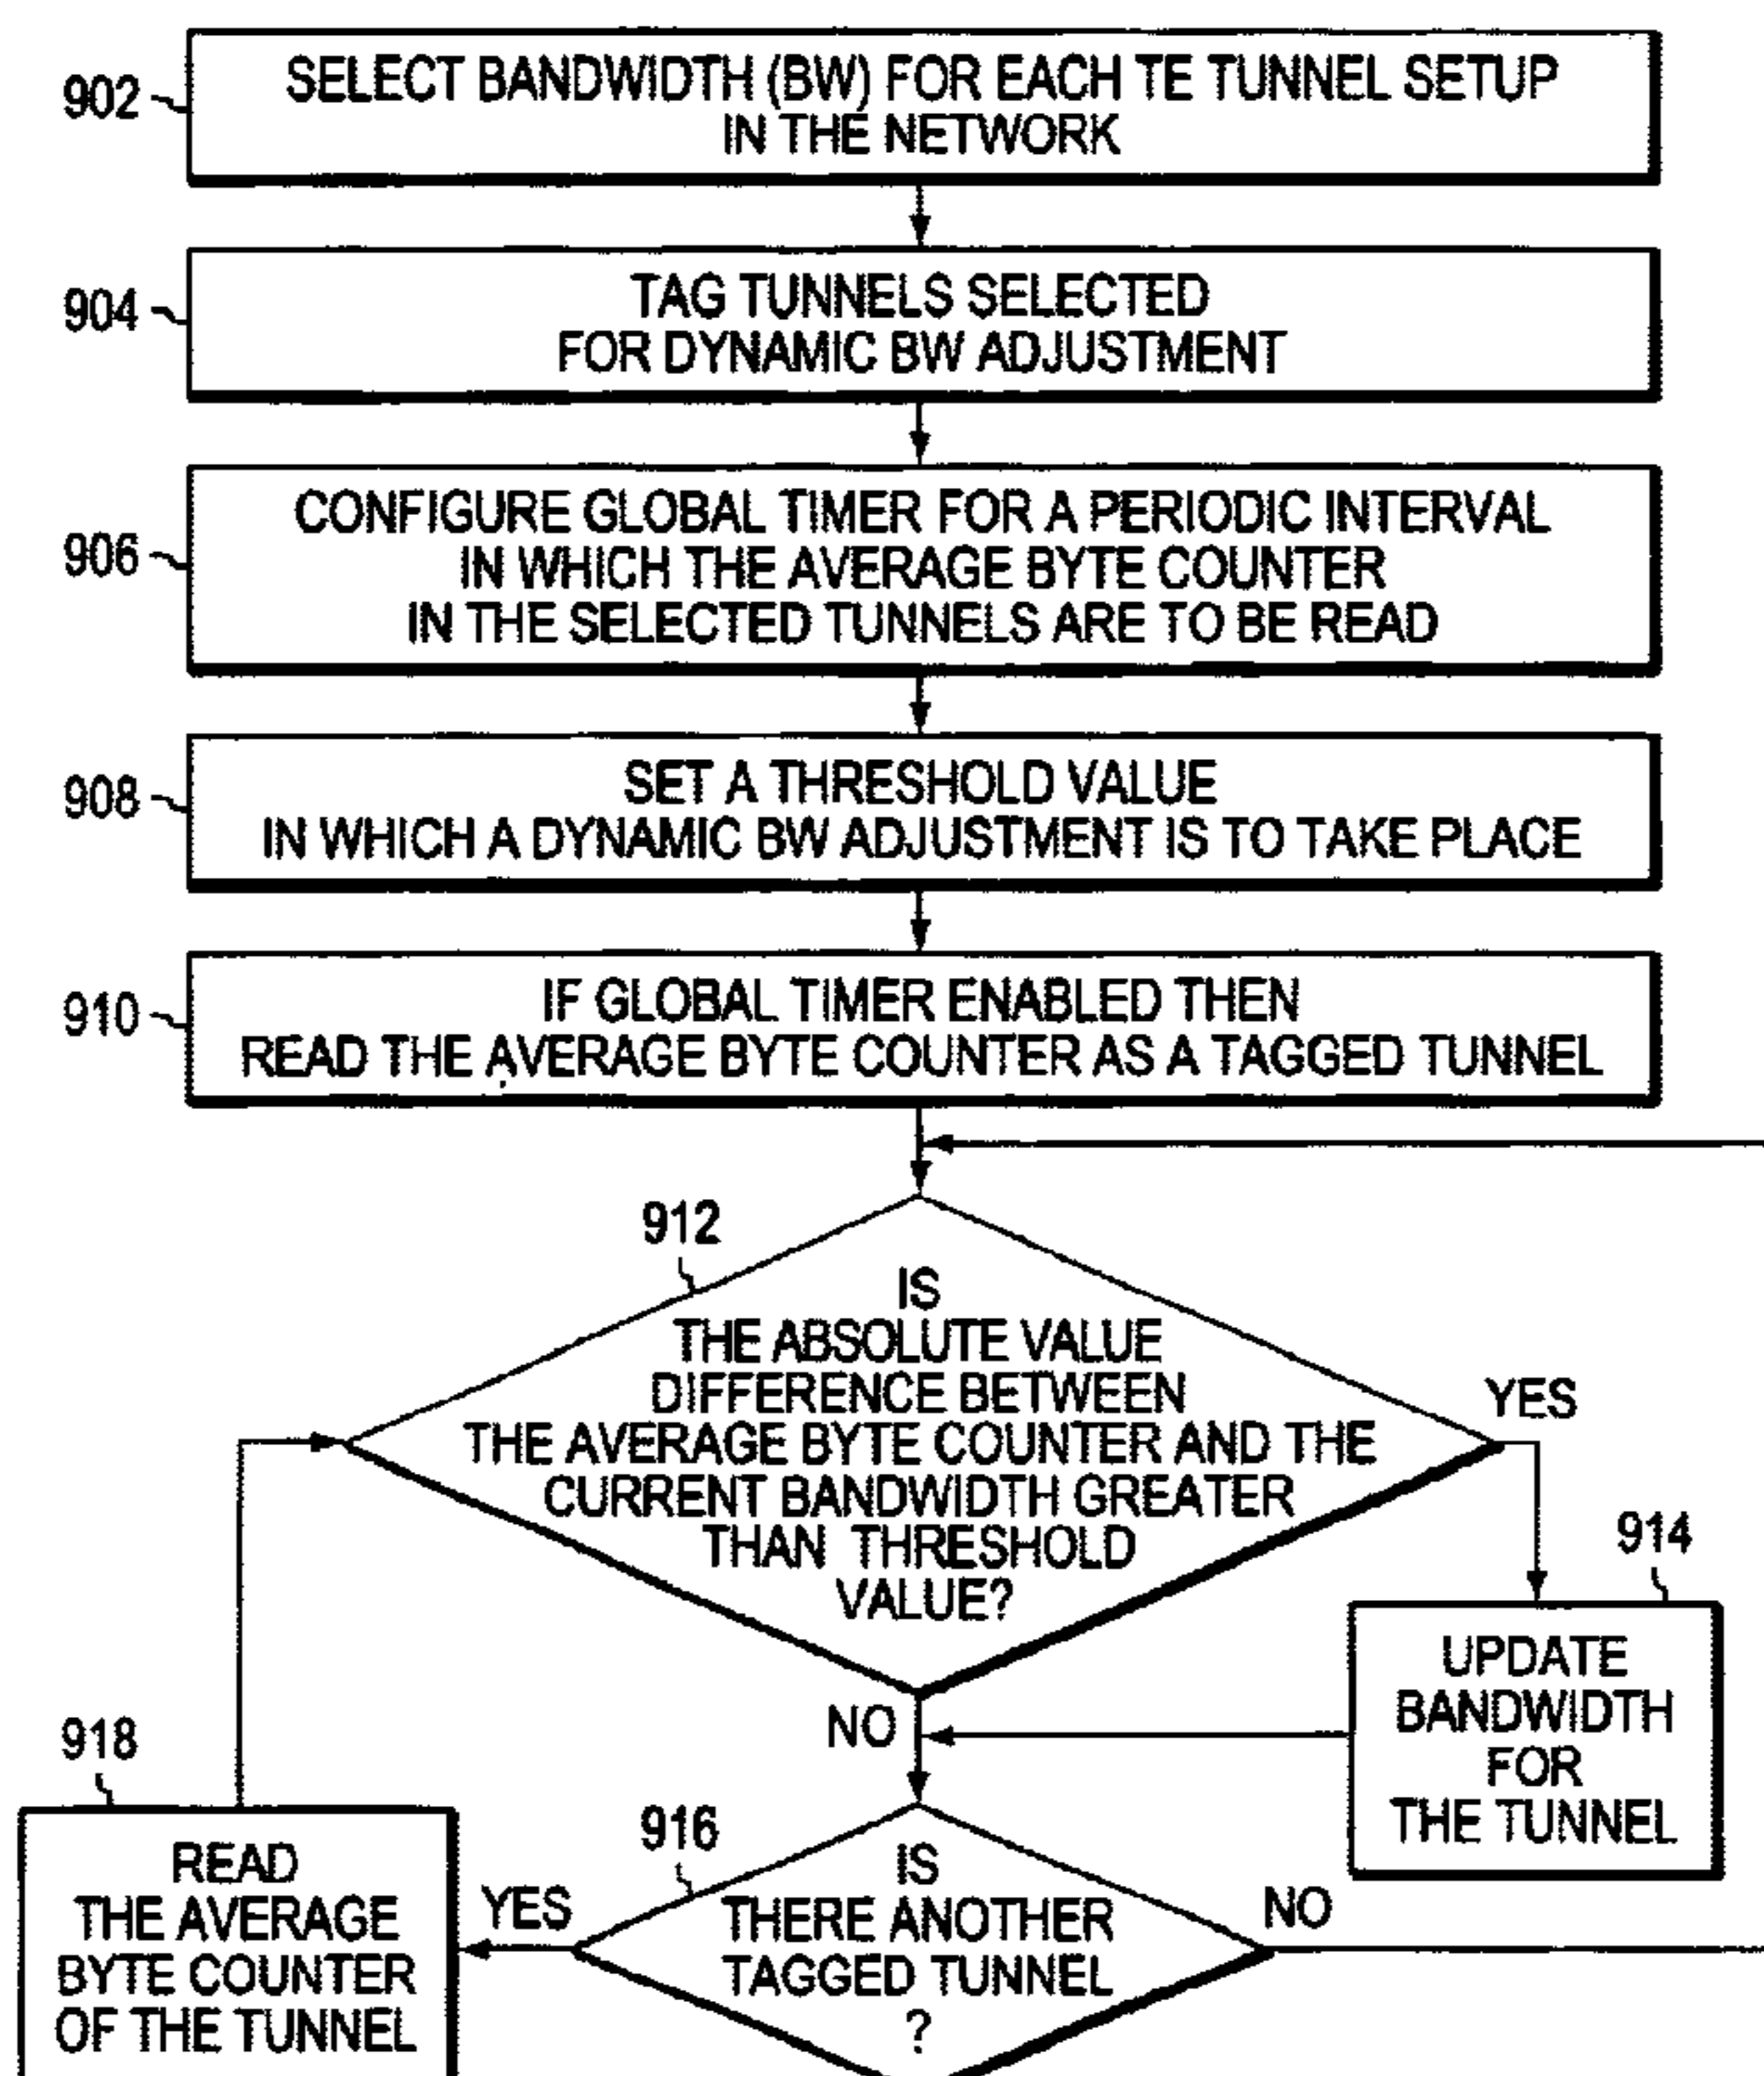 902
SELECT BANDWIDTH (BW) FOR EACH TE TUNNEL SETUP
IN THE NETWORK
904
TAG TUNNELS SELECTED
FOR DYNAMIC BW ADJUSTMENT
906
CONFIGURE GLOBAL TIMER FOR A PERIODIC INTERVAL
IN WHICH THE AVERAGE BYTE COUNTER
IN THE SELECTED TUNNELS ARE TO BE READ
908
SET A THRESHOLD VALUE
IN WHICH A DYNAMIC BW ADJUSTMENT IS TO TAKE PLACE
910
IF GLOBAL TIMER ENABLED THEN
READ THE AVERAGE BYTE COUNTER AS A TAGGED TUNNEL
912
IS
THE ABSOLUTE VALUE
DIFFERENCE BETWEEN
THE AVERAGE BYTE COUNTER AND THE
CURRENT BANDWIDTH GREATER
THAN THRESHOLD
VALUE?
YES
914
UPDATE
BANDWIDTH
FOR
THE TUNNEL
NO
916
IS
THERE ANOTHER
TAGGED TUNNEL
?
YES
NO
918
READ
THE AVERAGE
BYTE COUNTER
OF THE TUNNEL